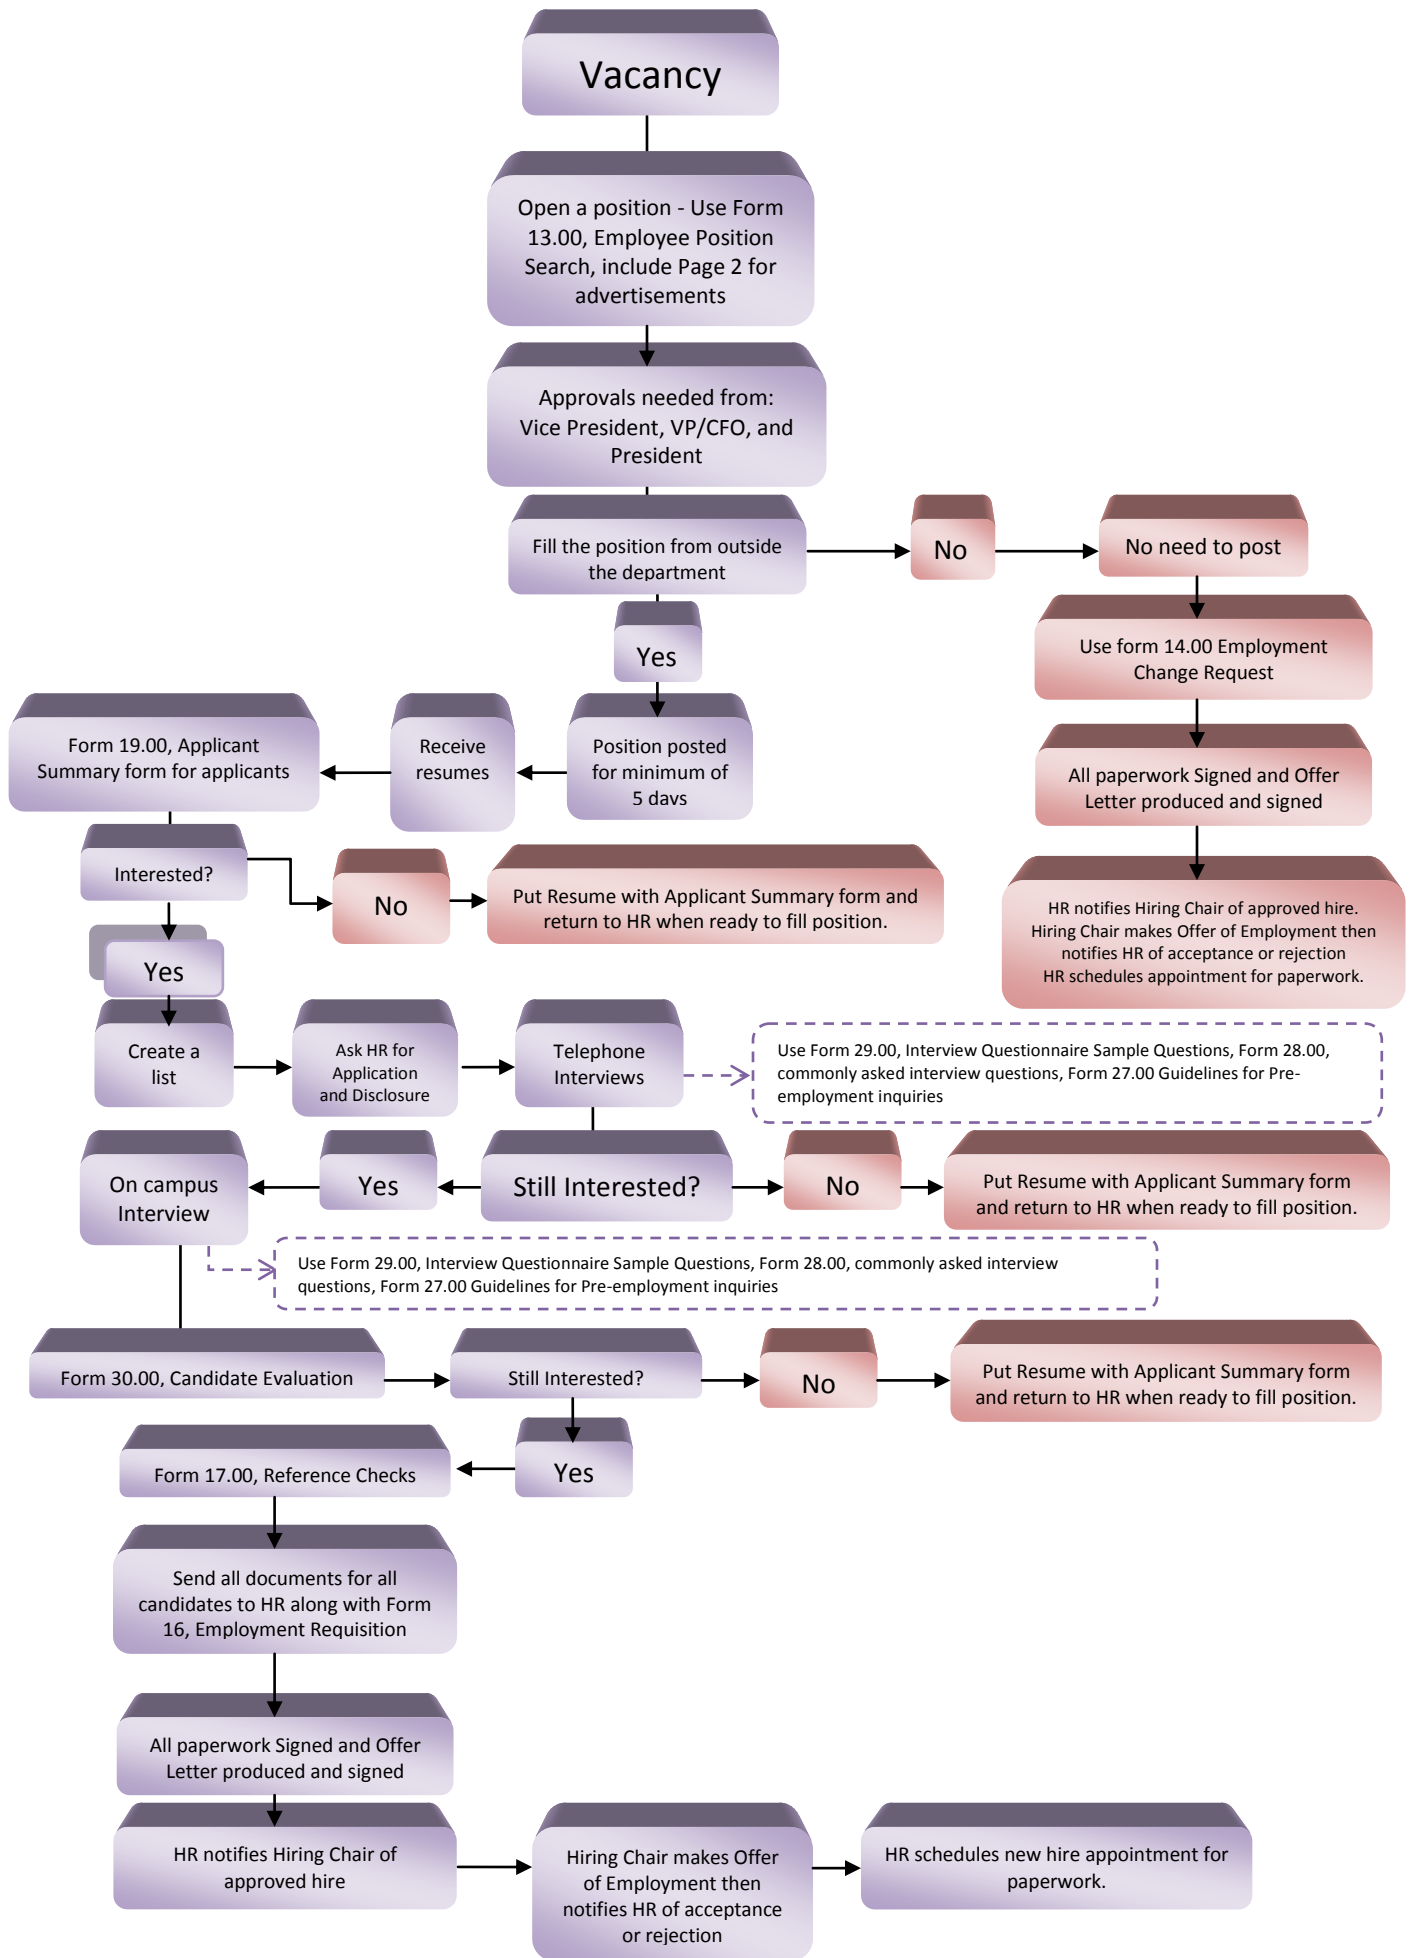 Vacancy
Open a position - Use Form
13.00, Employee Position
Search, include Page 2 for
advertisements
Approvals needed from:
Vice President, VP/CFO, and
President
Fill the position from outside
the department
No
No need to post
Yes
Use form 14.00 Employment
Change Request
Form 19.00, Applicant
Summary form for applicants
Receive
resumes
Position posted
for minimum of
5 days
All paperwork Signed and Offer
Letter produced and signed
Interested?
No
Put Resume with Applicant Summary form and
return to HR when ready to fill position.
HR notifies Hiring Chair of approved hire.
Hiring Chair makes Offer of Employment then
notifies HR of acceptance or rejection
HR schedules appointment for paperwork.
Yes
Create a
list
Ask HR for
Application
and Disclosure
Telephone
Interviews
Use Form 29.00, Interview Questionnaire Sample Questions, Form 28.00,
commonly asked interview questions, Form 27.00 Guidelines for Pre-
employment inquiries
On campus
Interview
Yes
Still Interested?
No
Put Resume with Applicant Summary form
and return to HR when ready to fill position.
Use Form 29.00, Interview Questionnaire Sample Questions, Form 28.00, commonly asked interview
questions, Form 27.00 Guidelines for Pre-employment inquiries
Form 30.00, Candidate Evaluation
Still Interested?
No
Put Resume with Applicant Summary form
and return to HR when ready to fill position.
Yes
Form 17.00, Reference Checks
Send all documents for all
candidates to HR along with Form
16, Employment Requisition
All paperwork Signed and Offer
Letter produced and signed
HR notifies Hiring Chair of
approved hire
Hiring Chair makes Offer
of Employment then
notifies HR of acceptance
or rejection
HR schedules new hire appointment for
paperwork.